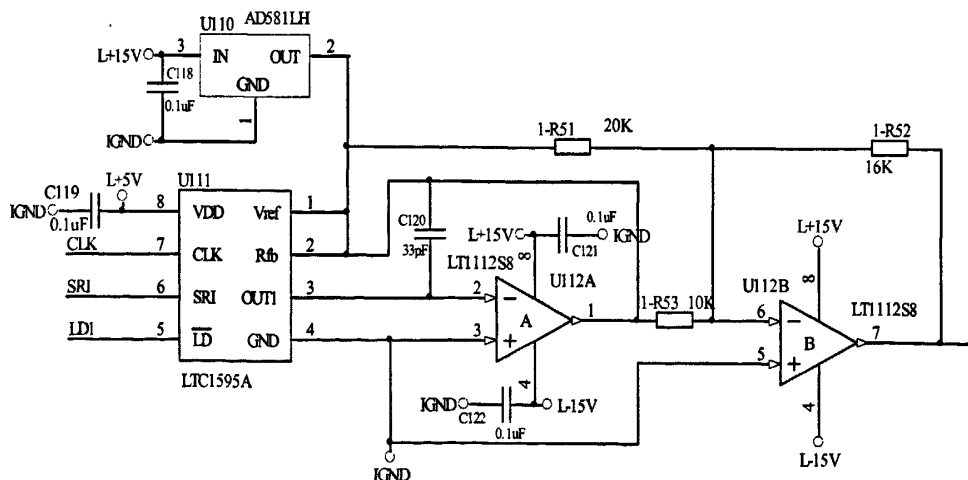 AD581LH
U110
L+15V 3 IN OUT 2
C118
GND
0.1uF
1
IGND
1-R51 20K
1-R52
16K
C119 L+5V U111
IGND
0.1uF
8 VDD Vref 1
CLK 7 CLK Rfb 2
SRI 6 SRI OUT1 3
LD1 5 LD GND 4
LTC1595A
C120
33pF
0.1uF
L+15V IGND
C121
8
LT1112S8 U112A
2 − A 1
3 +
4
1-R53 10K
IGND L-15V
C122
0.1uF
IGND
L+15V
8
U112B LT1112S8
6 − B 7
5 +
4
L-15V